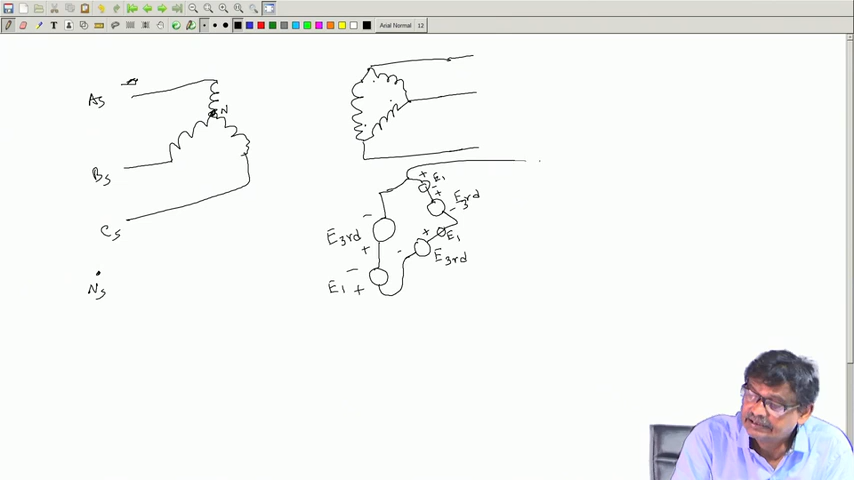 Arial Normal 12
As
N
Bs
Cs
Ns
+ E1
-
+ E3rd
-
- E3rd +
+ E1
- E3rd
- E1 +